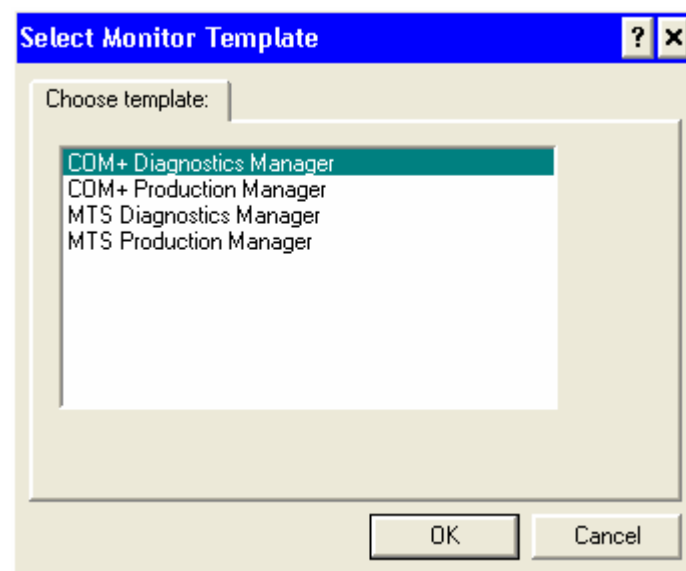 Select Monitor Template
Choose template:
COM+ Diagnostics Manager
COM+ Production Manager
MTS Diagnostics Manager
MTS Production Manager
OK Cancel